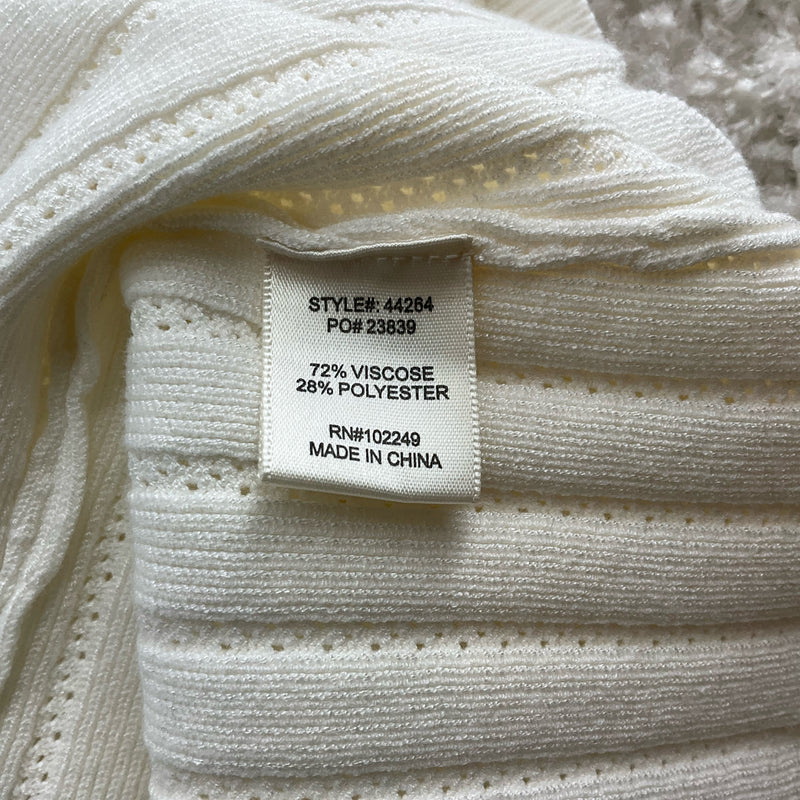 STYLE#: 44264
PO# 23839
72% VISCOSE
28% POLYESTER
RN#102249
MADE IN CHINA